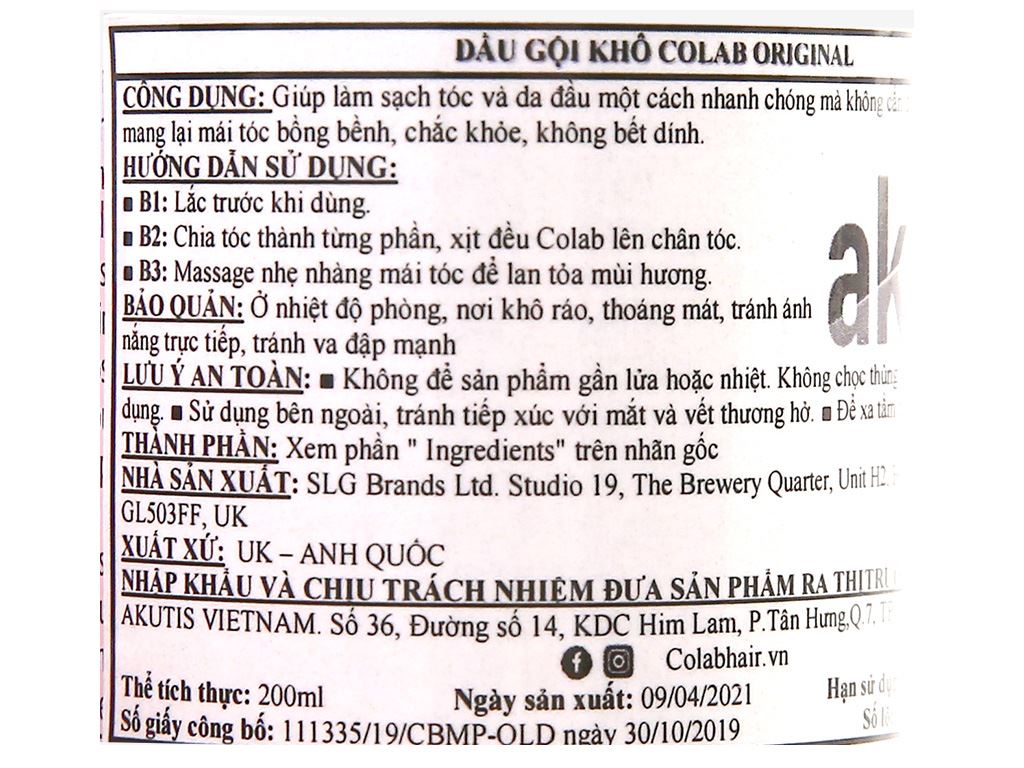 DẦU GỘI KHÔ COLAB ORIGINAL
CÔNG DỤNG: Giúp làm sạch tóc và da đầu một cách nhanh chóng mà không
mang lại mái tóc bồng bềnh, chắc khỏe, không bết dính.
HƯỚNG DẪN SỬ DỤNG:
▪ B1: Lắc trước khi dùng.
▪ B2: Chia tóc thành từng phần, xịt đều Colab lên chân tóc.
▪ B3: Massage nhẹ nhàng mái tóc để lan tỏa mùi hương.
ak
BẢO QUẢN: Ở nhiệt độ phòng, nơi khô ráo, thoáng mát, tránh ánh
nắng trực tiếp, tránh va đập mạnh
LƯU Ý AN TOÀN: ▪ Không để sản phẩm gần lửa hoặc nhiệt. Không chọc thủng
dụng. ▪ Sử dụng bên ngoài, tránh tiếp xúc với mắt và vết thương hở. ▪ Để xa tầm
THÀNH PHẦN: Xem phần " Ingredients" trên nhãn gốc
NHÀ SẢN XUẤT: SLG Brands Ltd. Studio 19, The Brewery Quarter, Unit H2,
GL503FF, UK
XUẤT XỨ: UK – ANH QUỐC
NHẬP KHẨU VÀ CHỊU TRÁCH NHIỆM ĐƯA SẢN PHẨM RA THỊ
AKUTIS VIETNAM. Số 36, Đường số 14, KDC Him Lam, P.Tân Hưng,Q.7,
Colabhair.vn
Thể tích thực: 200ml Ngày sản xuất: 09/04/2021 Hạn sử
Số giấy công bố: 111335/19/CBMP-QLD ngày 30/10/2019 Số